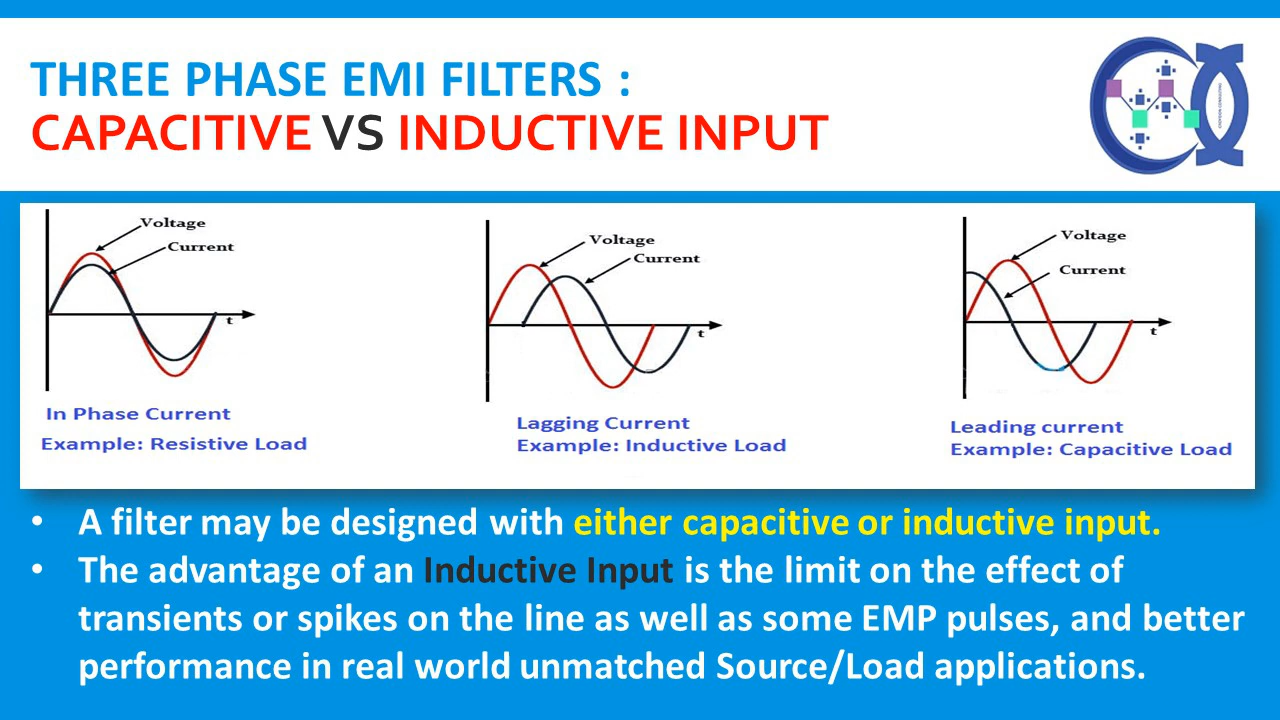 THREE PHASE EMI FILTERS :
CAPACITIVE VS INDUCTIVE INPUT
Voltage
Current
t
In Phase Current
Example: Resistive Load
Voltage
Current
t
Lagging Current
Example: Inductive Load
Voltage
Current
t
Leading current
Example: Capacitive Load
• A filter may be designed with either capacitive or inductive input.
• The advantage of an Inductive Input is the limit on the effect of
transients or spikes on the line as well as some EMP pulses, and better
performance in real world unmatched Source/Load applications.